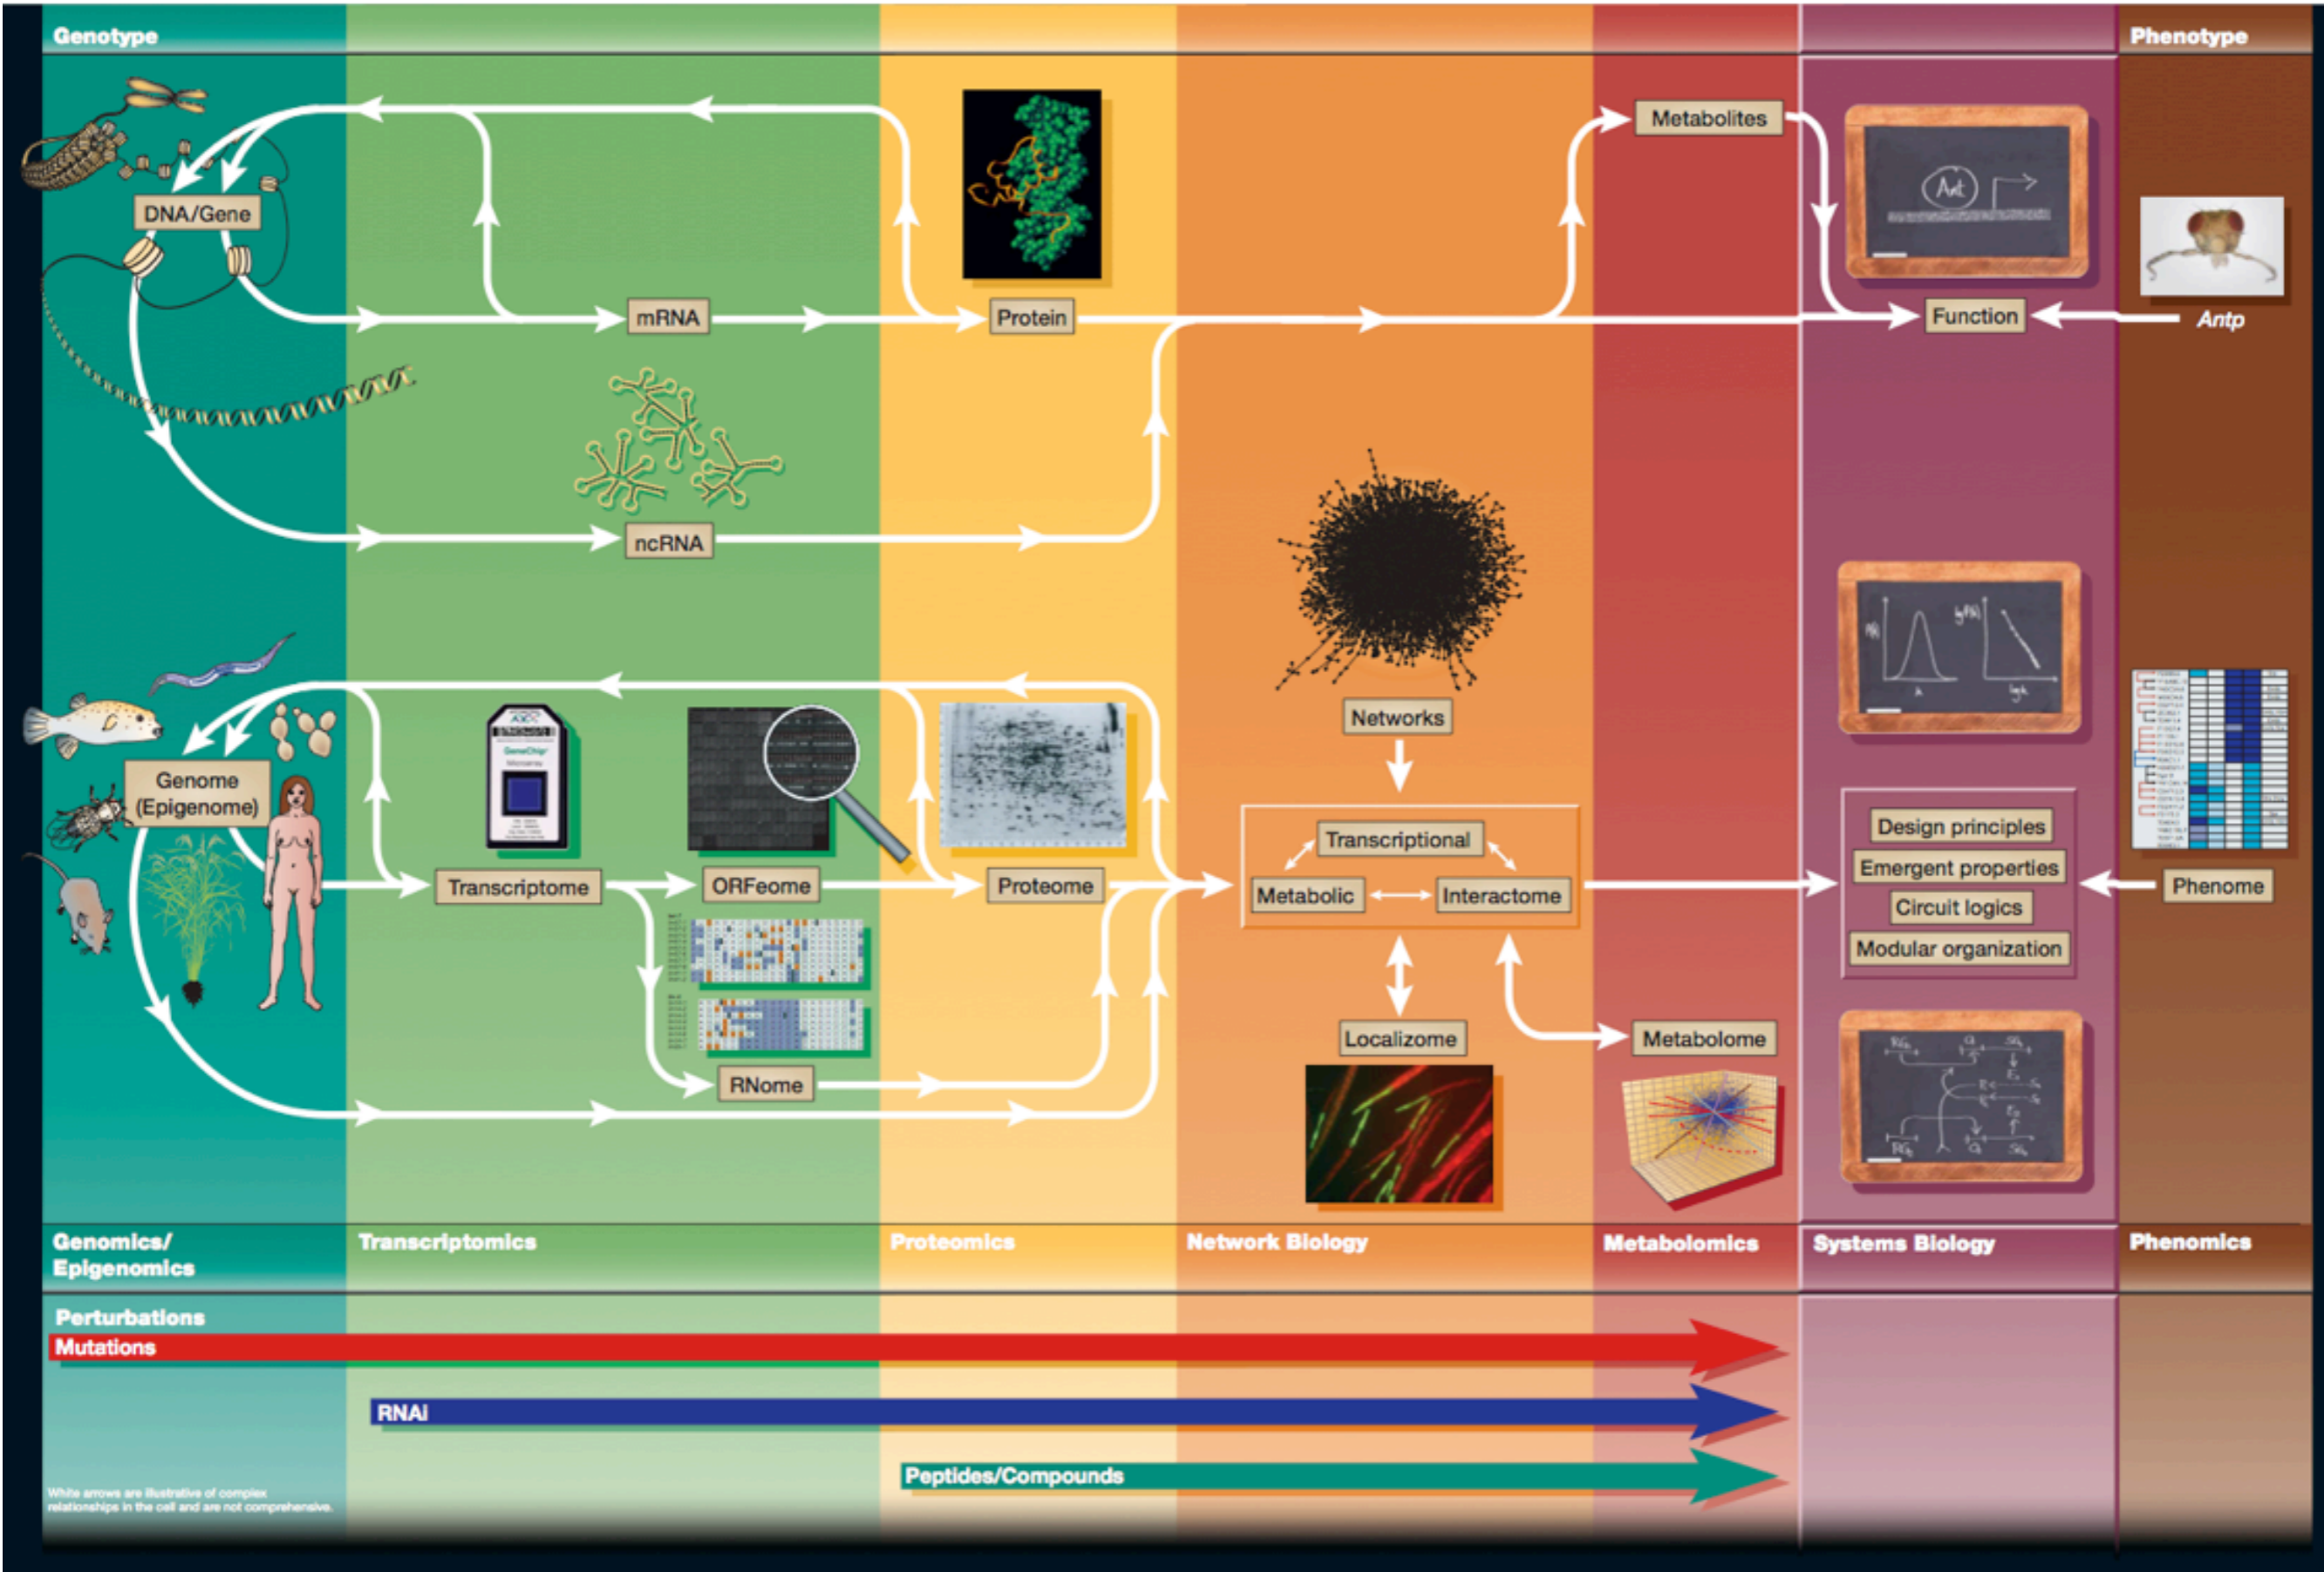 Genotype
Phenotype
Metabolites
Ant
DNA/Gene
mRNA
Protein
Function
Antp
ncRNA
Networks
Genome
(Epigenome)
GeneChip
Microarray
Transcriptional
Transcriptome
ORFeome
Proteome
Metabolic
Interactome
Design principles
Emergent properties
Circuit logics
Modular organization
Phenome
Localizome
Metabolome
RNome
Genomics/
Epigenomics
Transcriptomics
Proteomics
Network Biology
Metabolomics
Systems Biology
Phenomics
Perturbations
Mutations
RNAi
Peptides/Compounds
White arrows are illustrative of complex
relationships in the cell and are not comprehensive.